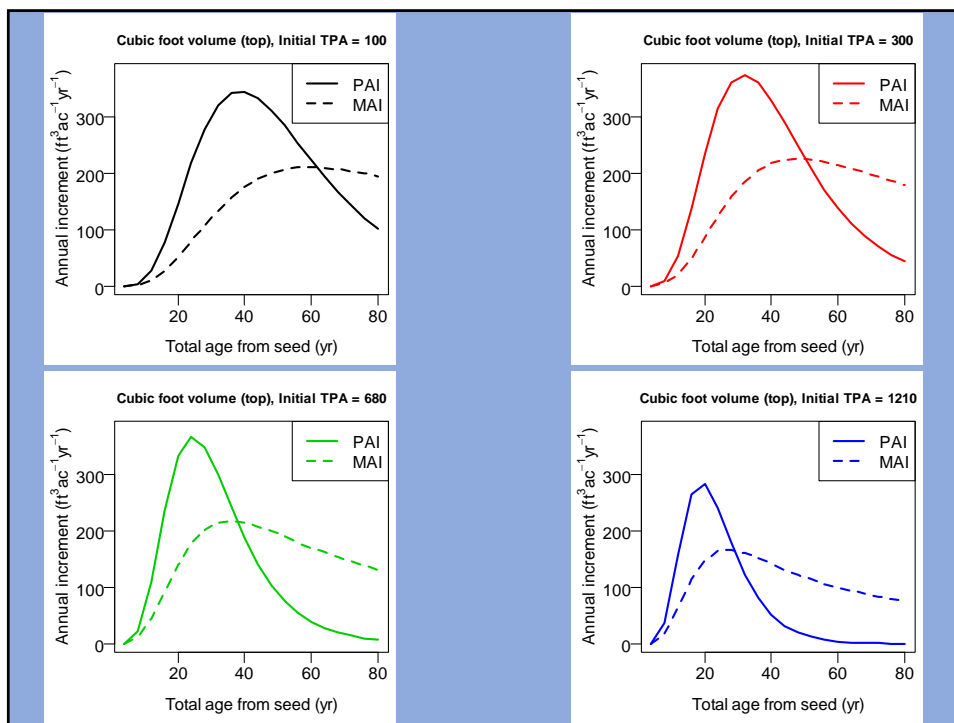 Cubic foot volume (top), Initial TPA = 100
PAI
MAI
Annual increment (ft³ac⁻¹yr⁻¹)
300
200
100
0
20 40 60 80
Total age from seed (yr)
Cubic foot volume (top), Initial TPA = 300
PAI
MAI
Annual increment (ft³ac⁻¹yr⁻¹)
300
200
100
0
20 40 60 80
Total age from seed (yr)
Cubic foot volume (top), Initial TPA = 680
PAI
MAI
Annual increment (ft³ac⁻¹yr⁻¹)
300
200
100
0
20 40 60 80
Total age from seed (yr)
Cubic foot volume (top), Initial TPA = 1210
PAI
MAI
Annual increment (ft³ac⁻¹yr⁻¹)
300
200
100
0
20 40 60 80
Total age from seed (yr)